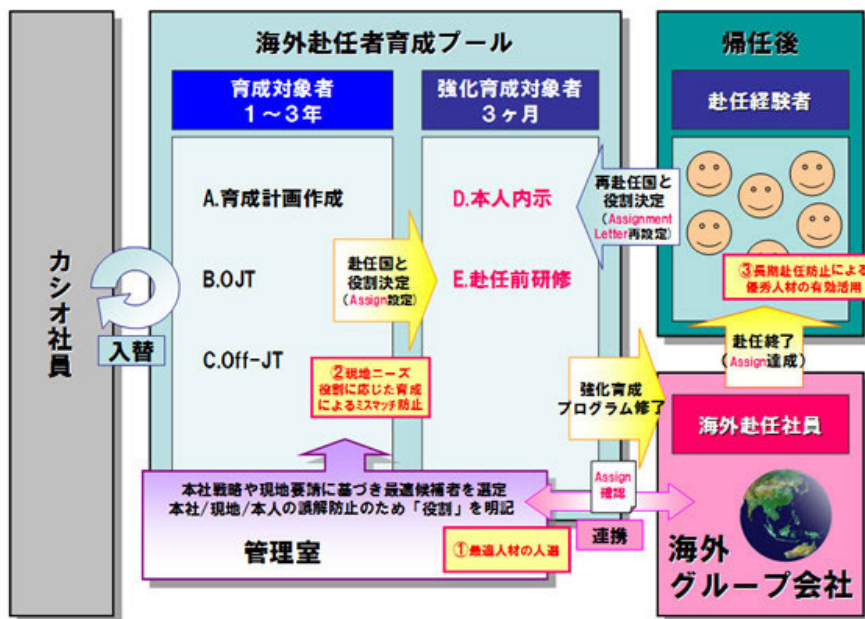 カシオ社員
入替
海外赴任者育成プール
育成対象者
1～3年
A.育成計画作成
B.OJT
C.Off-JT
赴任国と
役割決定
(Assign設定)
②現地ニーズ
役割に応じた育成
によるミスマッチ防止
強化育成対象者
3ヶ月
D.本人内示
E.赴任前研修
再赴任国と
役割決定
(Assignment
Letter再設定)
帰任後
赴任経験者
③長期赴任防止による
優秀人材の有効活用
赴任終了
(Assign達成)
強化育成
プログラム修了
海外赴任社員
海外
グループ会社
Assign
確認
連携
本社戦略や現地要請に基づき最適候補者を選定
本社/現地/本人の誤解防止のため「役割」を明記
管理室
①最適人材の人選